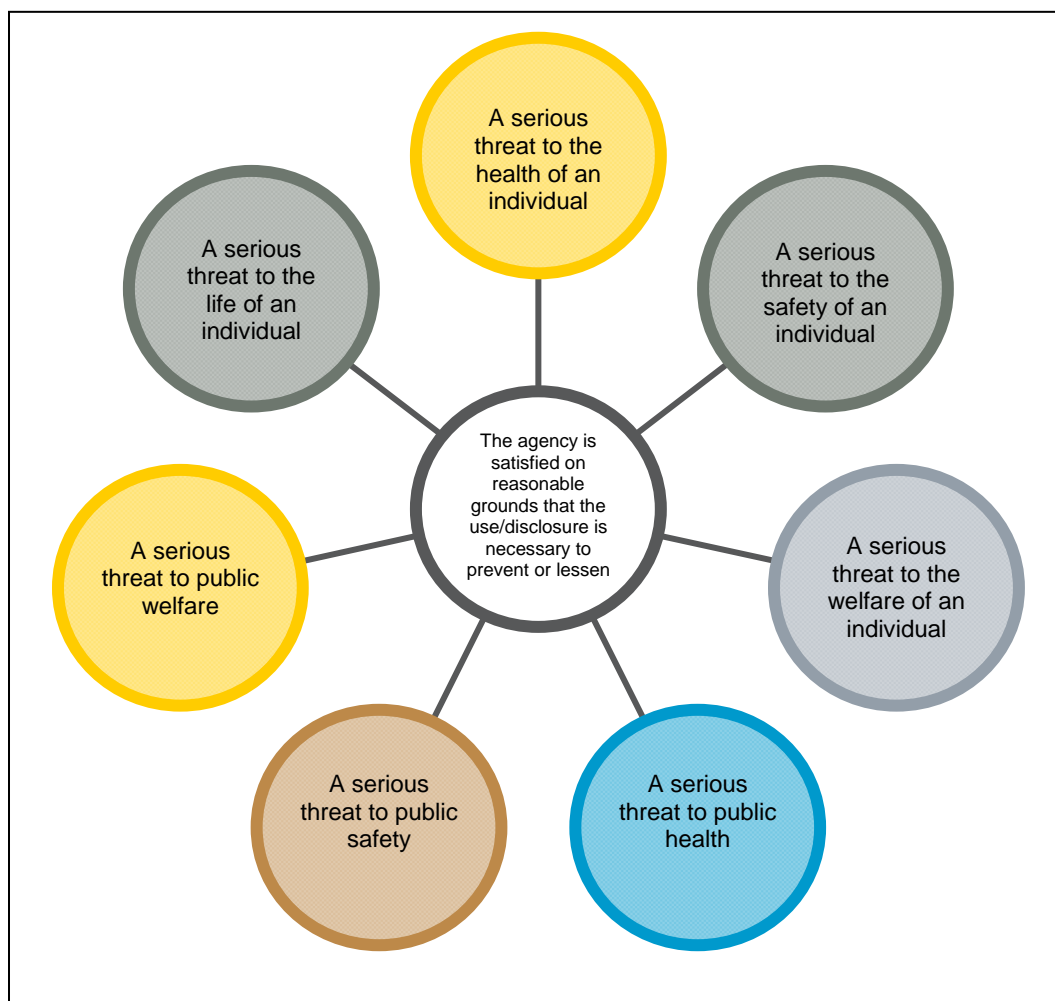 A serious
threat to the
health of an
individual
A serious
threat to the
life of an
individual
A serious
threat to the
safety of an
individual
The agency is
satisfied on
reasonable
grounds that the
use/disclosure is
necessary to
prevent or lessen
A serious
threat to public
welfare
A serious
threat to the
welfare of an
individual
A serious
threat to public
safety
A serious
threat to public
health